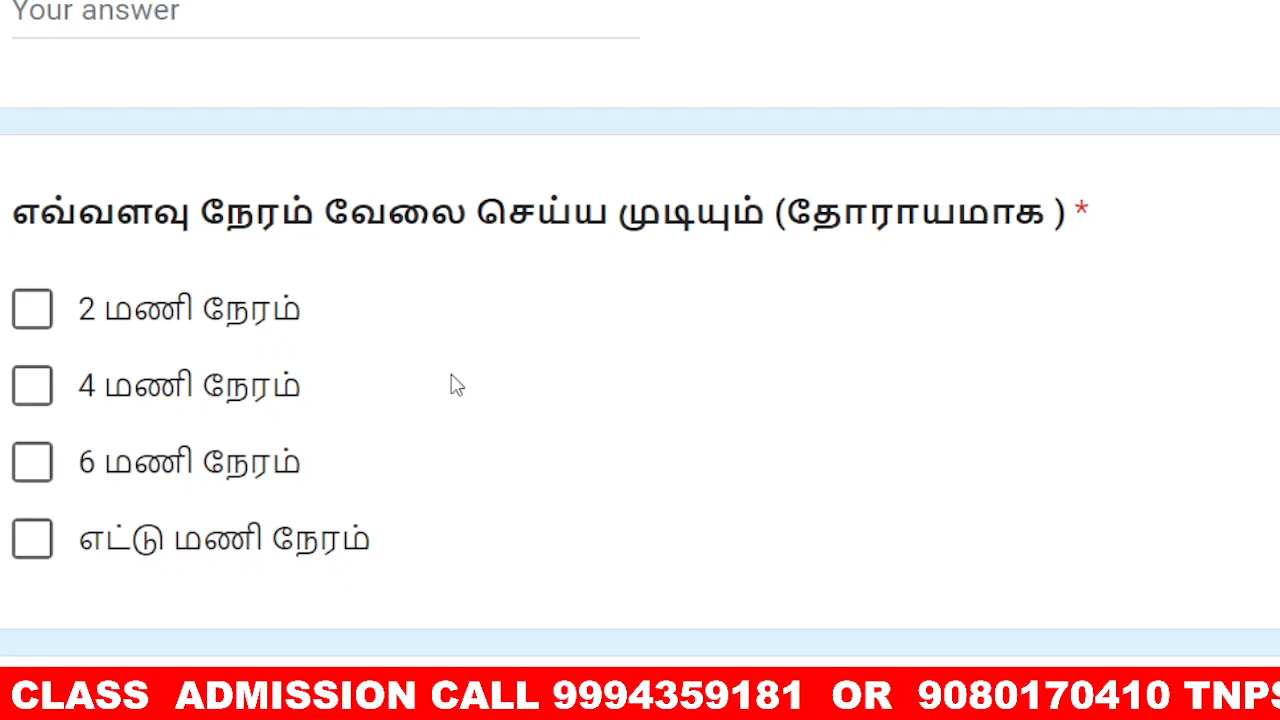 Your answer
எவ்வளவு நேரம் வேலை செய்ய முடியும் (தோராயமாக ) *
2 மணி நேரம்
4 மணி நேரம்
6 மணி நேரம்
எட்டு மணி நேரம்
CLASS ADMISSION CALL 9994359181 OR 9080170410 TNPS